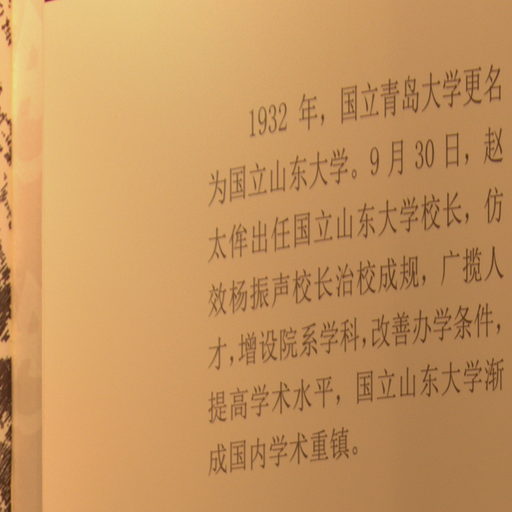 1932 年，国立青岛大学更名
为国立山东大学。9 月 30 日，赵
太侔出任国立山东大学校长，仿
效杨振声校长治校成规，广揽人
才，增设院系学科，改善办学条件，
提高学术水平，国立山东大学渐
成国内学术重镇。